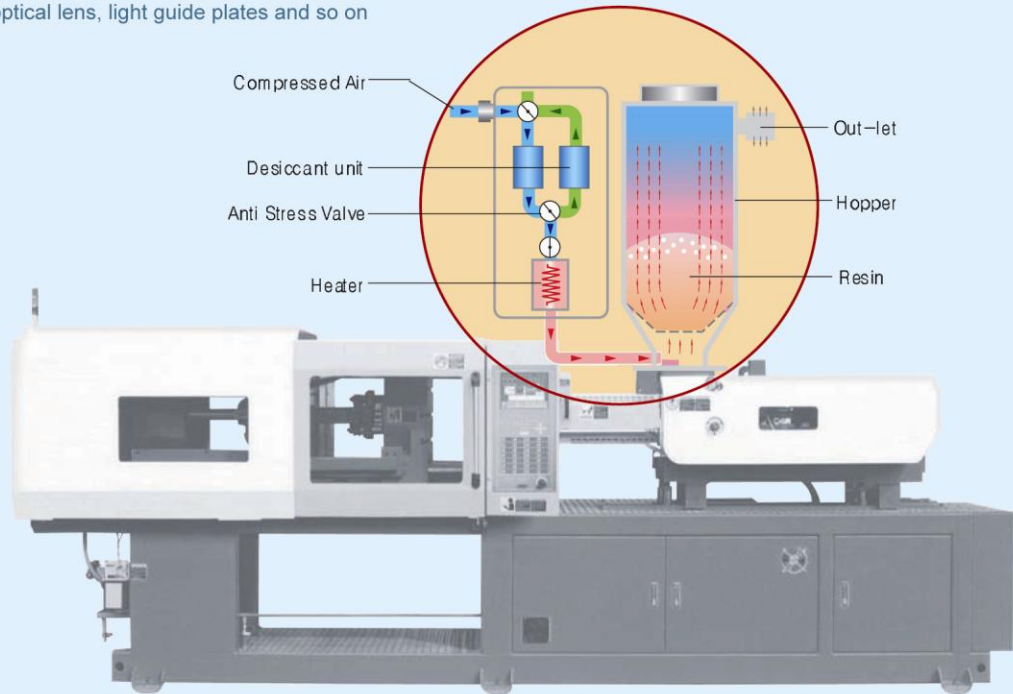 optical lens, light guide plates and so on
Compressed Air
Desiccant unit
Anti Stress Valve
Heater
Out-let
Hopper
Resin